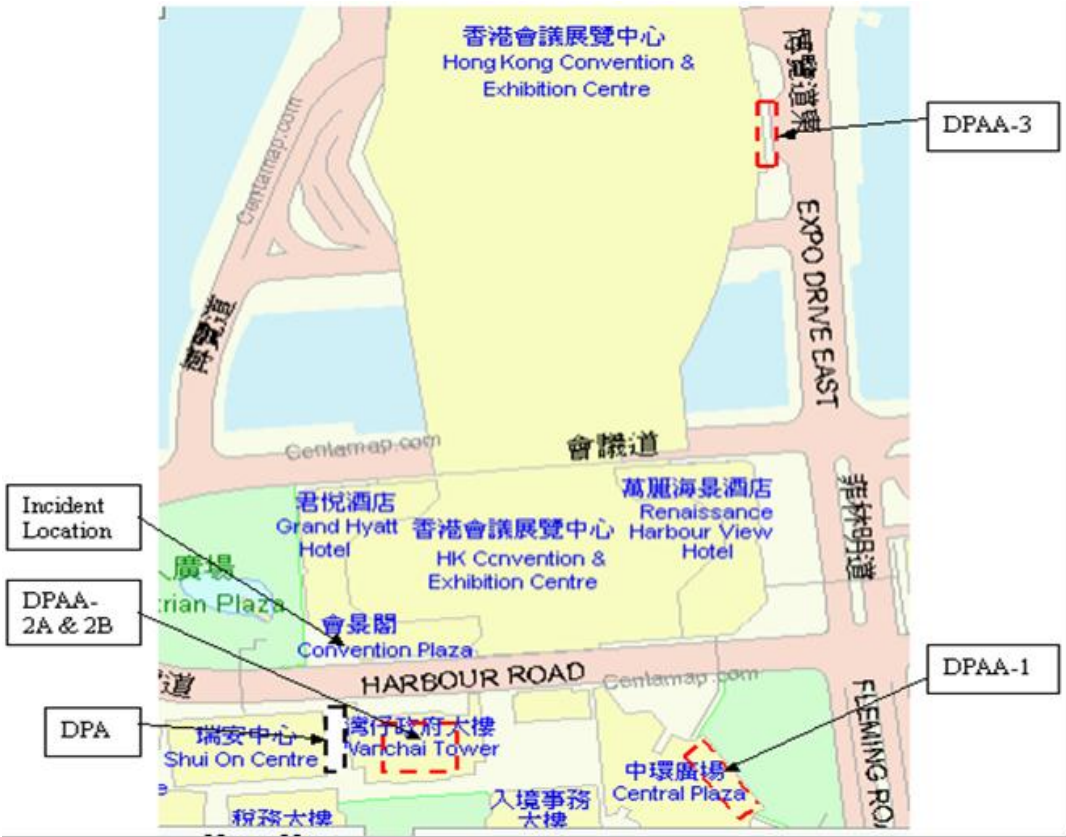 香港會議展覽中心
Hong Kong Convention &
Exhibition Centre
博覽道東
DPAA-3
Centamap.com
EXPO DRIVE EAST
博覽道
Centamap.com
會議道
Incident
Location
君悅酒店
Grand Hyatt
Hotel
香港會議展覽中心
HK Convention &
Exhibition Centre
萬麗海景酒店
Renaissance
Harbour View
Hotel
菲林明道
廣場
trian Plaza
DPAA-
2A & 2B
會景閣
Convention Plaza
道
HARBOUR ROAD
Centamap.com
DPAA-1
FLEMING RO
DPA
瑞安中心
Shui On Centre
灣仔政府大樓
Wanchai Tower
中環廣場
Central Plaza
e
稅務大樓
入境事務
大樓